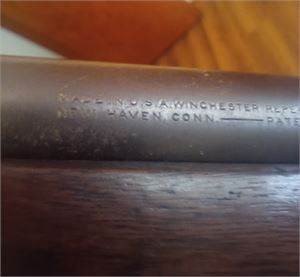 MADE IN U.S.A. WINCHESTER REPE
NEW HAVEN, CONN. —— PATE